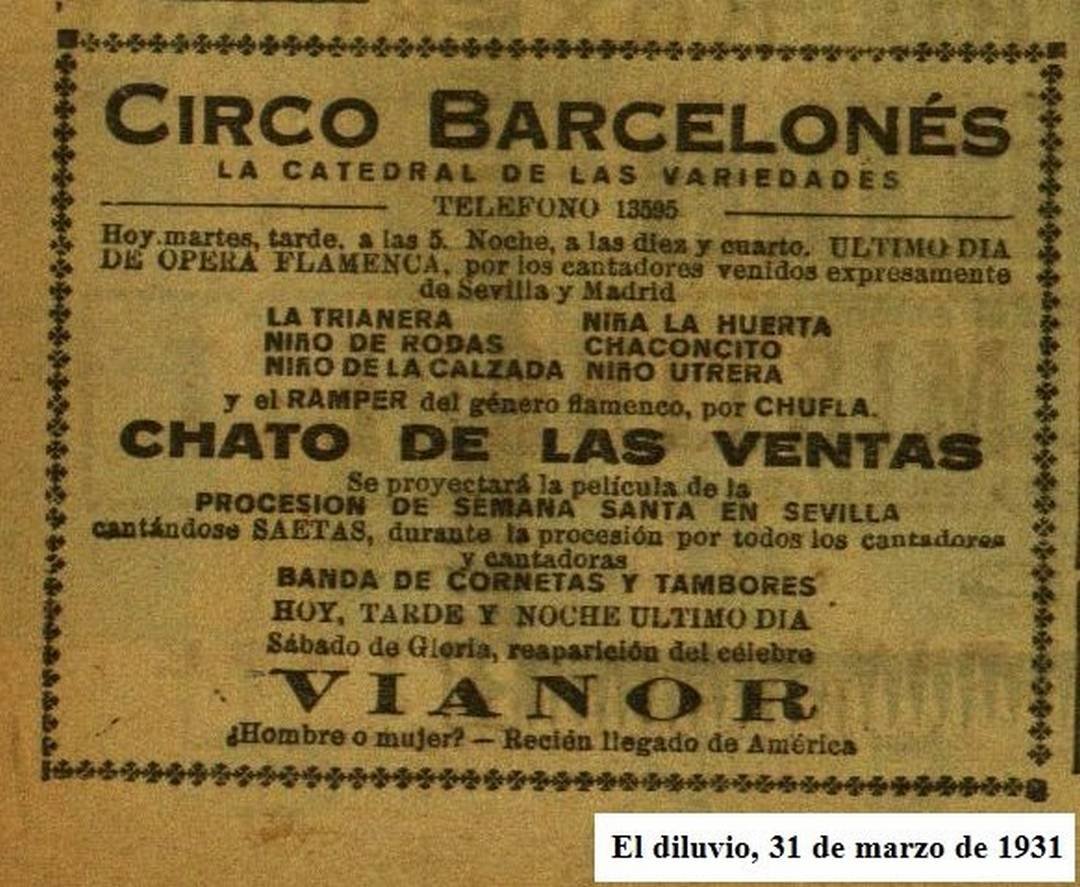 CIRCO BARCELONÉS
LA CATEDRAL DE LAS VARIEDADES
TELEFONO 13595
Hoy martes, tarde, a las 5. Noche, a las diez y cuarto. ULTIMO DIA
DE OPERA FLAMENCA, por los cantadores venidos expresamente
de Sevilla y Madrid
LA TRIANERA NIÑA LA HUERTA
NIÑO DE RODAS CHACONCITO
NIÑO DE LA CALZADA NIÑO UTRERA
y el RAMPER del género flamenco, por CHUFLA.
CHATO DE LAS VENTAS
Se proyectará la película de la
PROCESION DE SEMANA SANTA EN SEVILLA
cantándose SAETAS, durante la procesión por todos los cantadores
y cantadoras
BANDA DE CORNETAS Y TAMBORES
HOY, TARDE Y NOCHE ULTIMO DIA
Sábado de Gloria, reaparición del célebre
VIANOR
¿Hombre o mujer? — Recién llegado de América
El diluvio, 31 de marzo de 1931